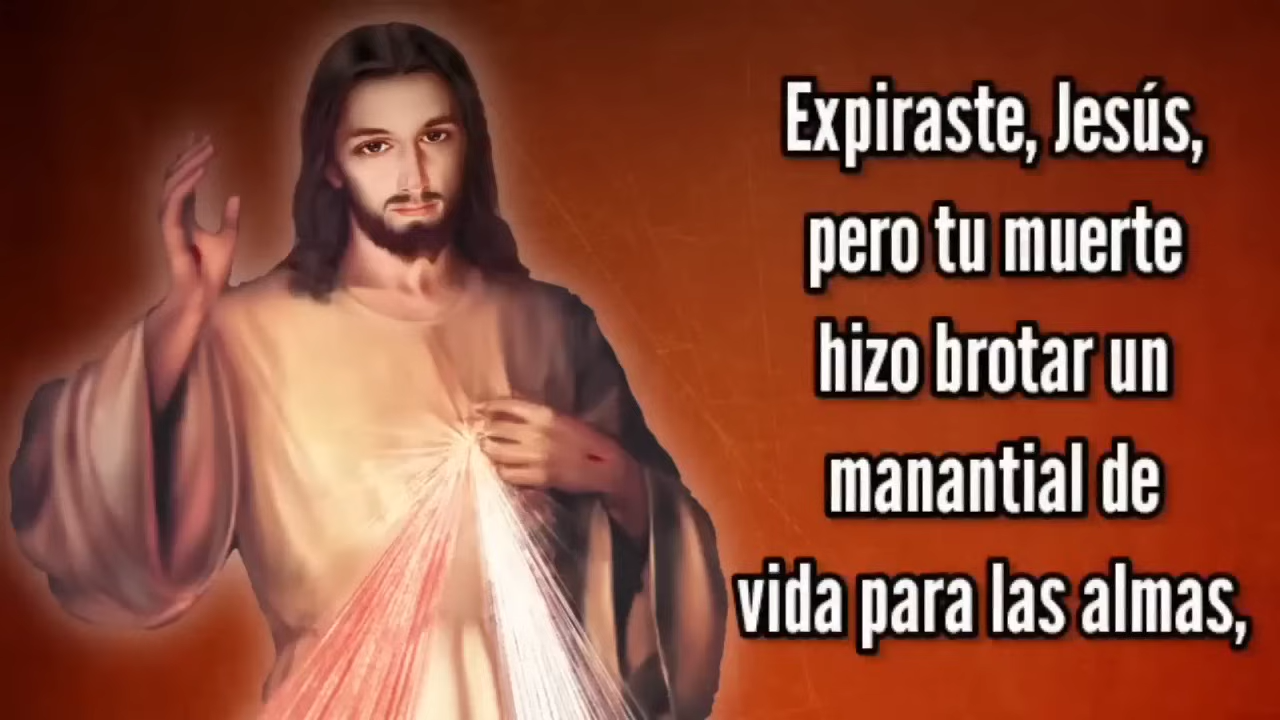 Expiraste, Jesús,
pero tu muerte
hizo brotar un
manantial de
vida para las almas,